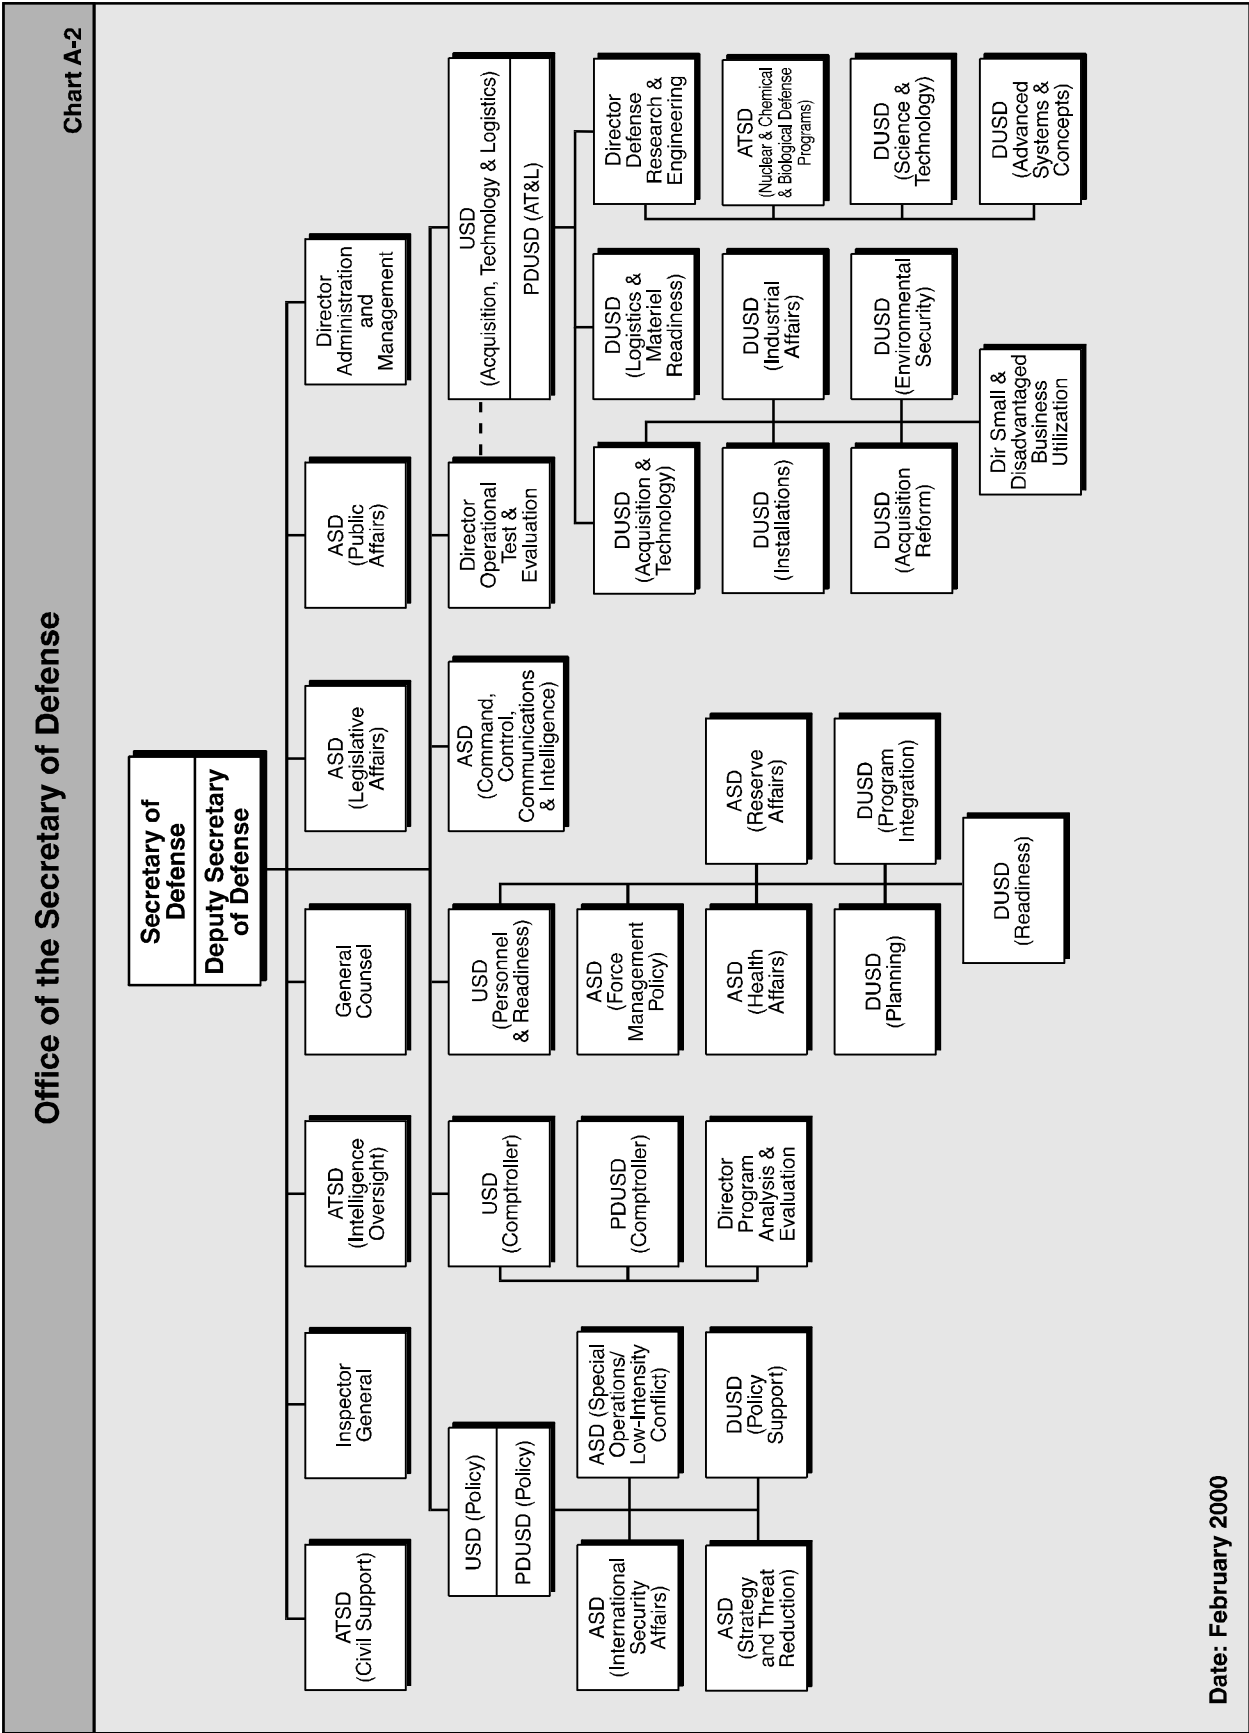 Office of the Secretary of Defense
Chart A-2
Secretary of
Defense
Deputy Secretary
of Defense
ATSD
(Civil Support)
Inspector
General
ATSD
(Intelligence
Oversight)
General
Counsel
ASD
(Legislative
Affairs)
ASD
(Public
Affairs)
Director
Administration
and
Management
USD (Policy)
PDUSD (Policy)
USD
(Comptroller)
USD
(Personnel
& Readiness)
ASD
(Command,
Control,
Communications
& Intelligence)
Director
Operational
Test &
Evaluation
USD
(Acquisition, Technology & Logistics)
PDUSD (AT&L)
ASD
(International
Security
Affairs)
ASD (Special
Operations/
Low-Intensity
Conflict)
ASD
(Strategy
and Threat
Reduction)
DUSD
(Policy
Support)
PDUSD
(Comptroller)
Director
Program
Analysis &
Evaluation
ASD
(Force
Management
Policy)
ASD
(Health
Affairs)
ASD
(Reserve
Affairs)
DUSD
(Planning)
DUSD
(Program
Integration)
DUSD
(Readiness)
DUSD
(Acquisition &
Technology)
DUSD
(Logistics &
Materiel
Readiness)
Director
Defense
Research &
Engineering
DUSD
(Installations)
DUSD
(Industrial
Affairs)
ATSD
(Nuclear & Chemical
& Biological Defense
Programs)
DUSD
(Acquisition
Reform)
DUSD
(Environmental
Security)
DUSD
(Science &
Technology)
Dir Small &
Disadvantaged
Business
Utilization
DUSD
(Advanced
Systems &
Concepts)
Date: February 2000